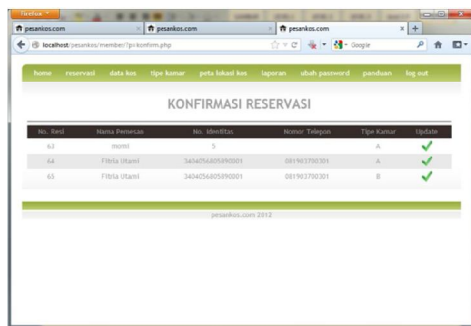 Firefox
pesankos.com pesankos.com pesankos.com
localhost/pesankos/member/?p=konfirm.php Google
home reservasi data kos tipe kamar peta lokasi kos laporan ubah password panduan log out
KONFIRMASI RESERVASI
No. Resi Nama Pemesan No. Identitas Nomor Telepon Tipe Kamar Update
63 momi 5 A
64 Fitria Utami 3404056805890001 081903700301 A
65 Fitria Utami 3404056805890001 081903700301 B
pesankos.com 2012